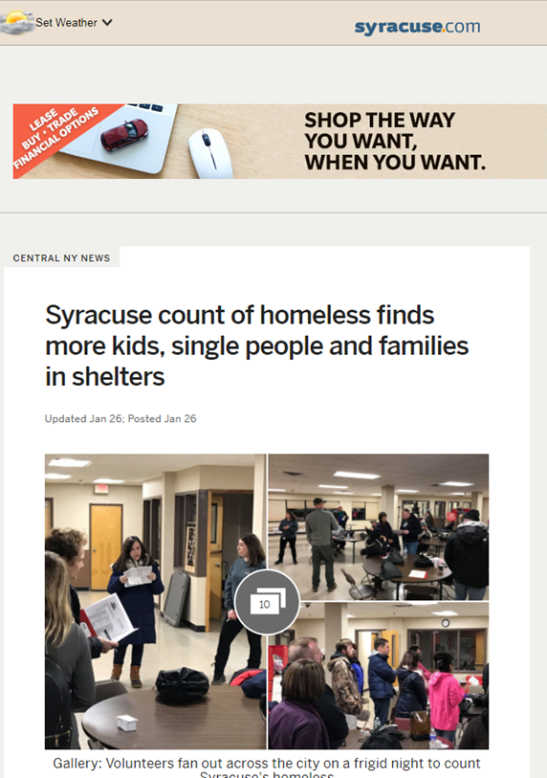 Set Weather
syracuse.com
LEASE
BUY • TRADE
FINANCIAL OPTIONS
SHOP THE WAY
YOU WANT,
WHEN YOU WANT.
CENTRAL NY NEWS
Syracuse count of homeless finds
more kids, single people and families
in shelters
Updated Jan 26; Posted Jan 26
10
Gallery: Volunteers fan out across the city on a frigid night to count
Syracuse's homeless